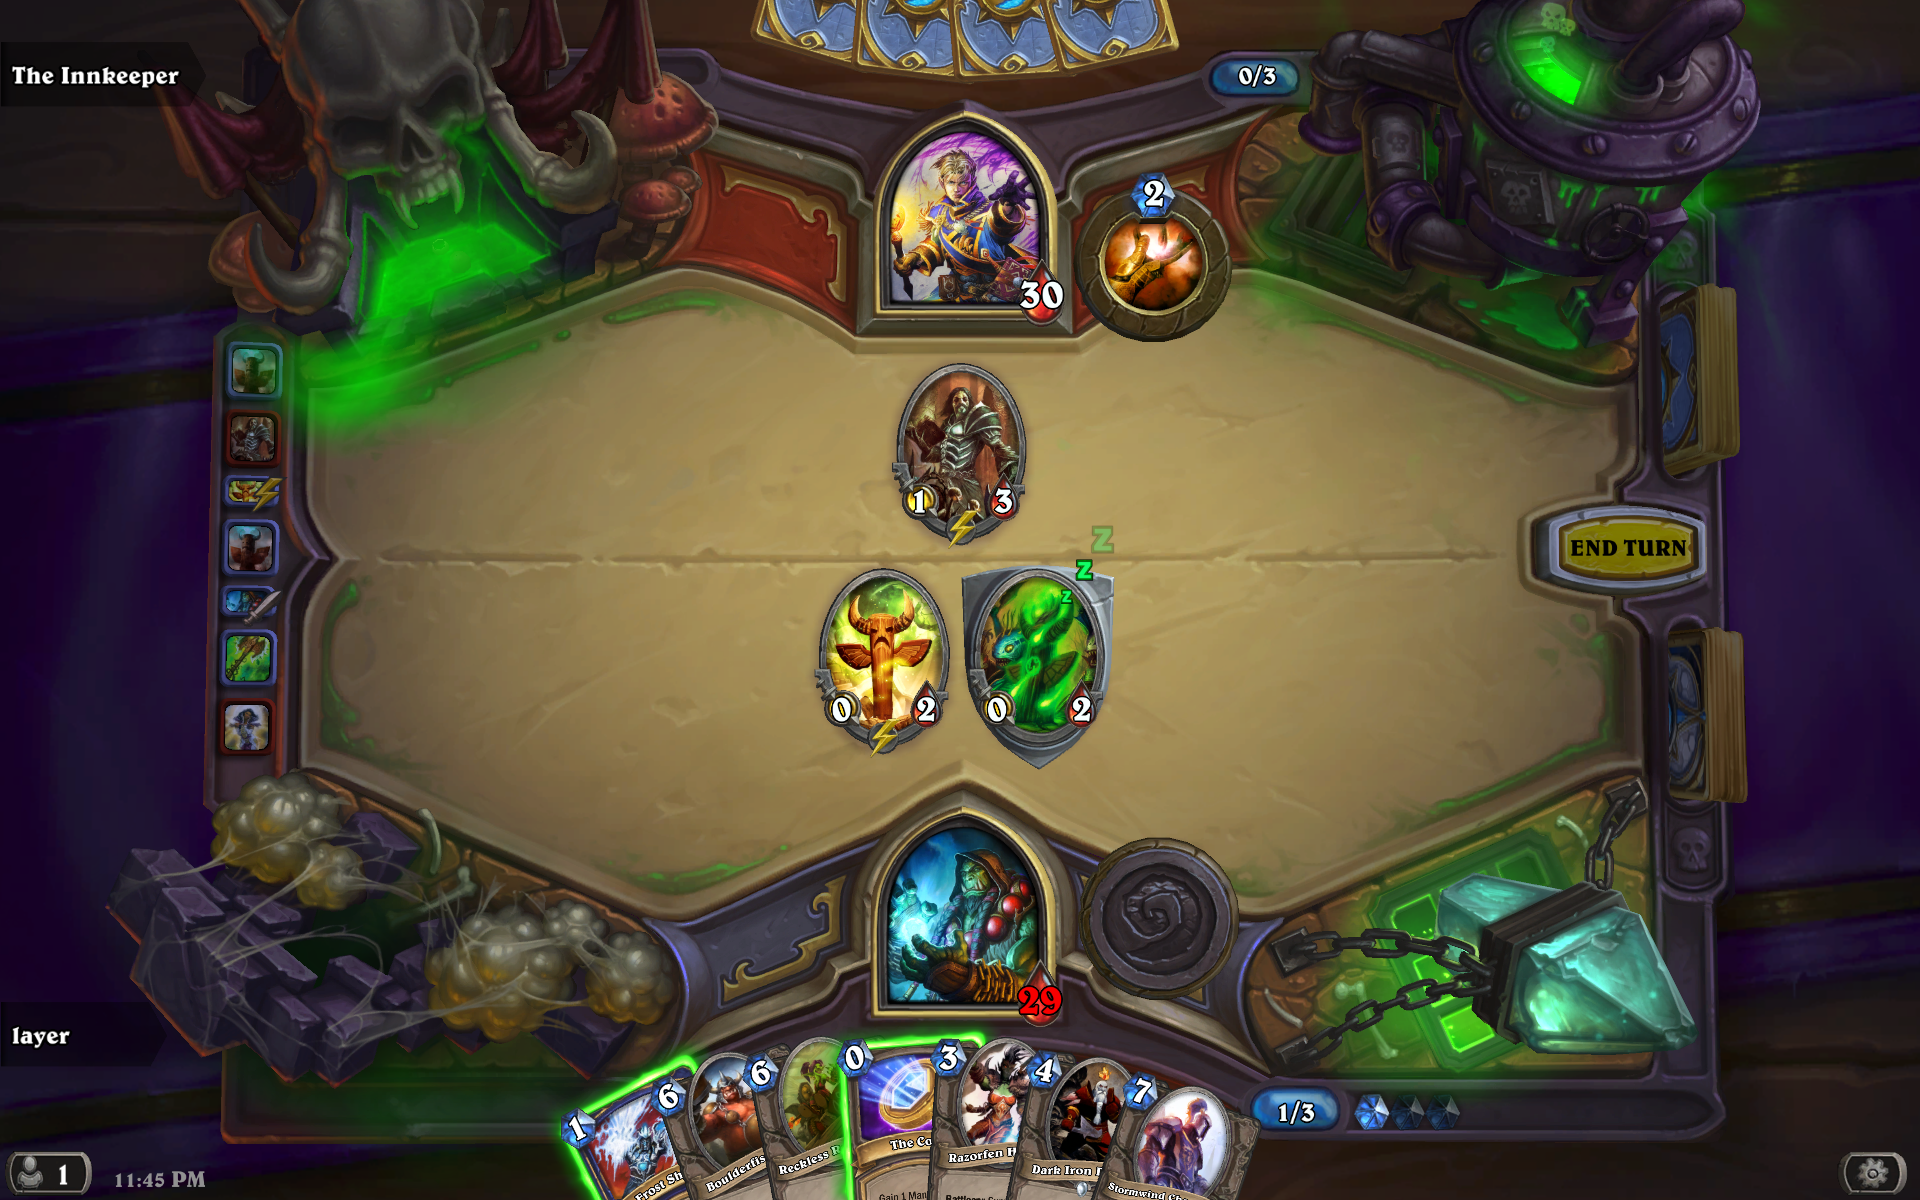 The Innkeeper
0/3
2
30
1
3
z
z
z
END TURN
0
2
0
2
29
layer
1
6
6
0
3
4
7
1/3
Frost
Boulderfis
Reckless
The Co
Razorfen
Dark Iron
Stormwind
Gain 1
1
11:45 PM